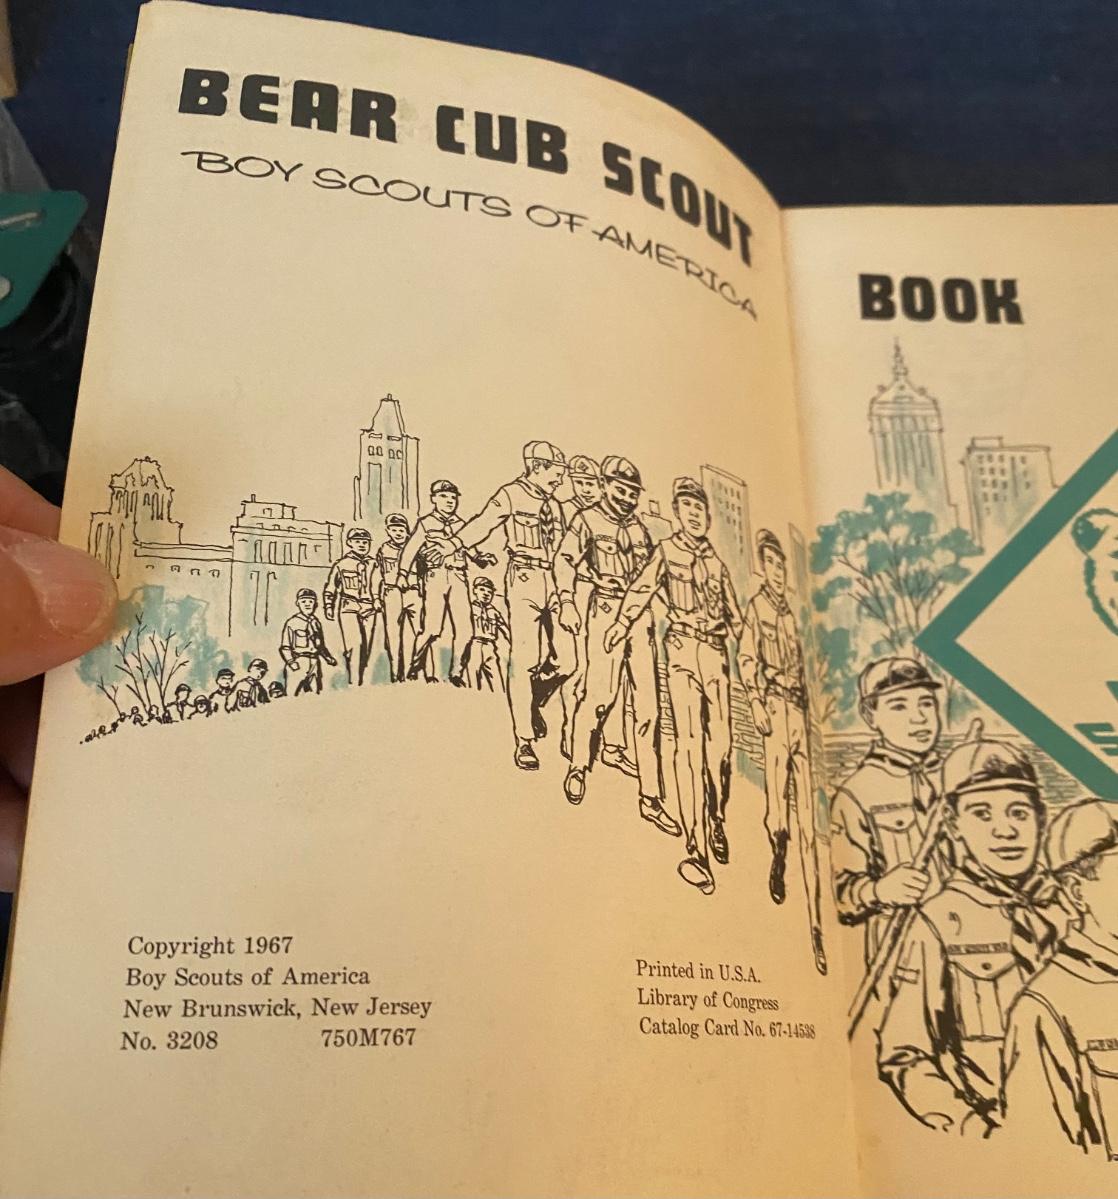 BEAR CUB SCOUT
BOY SCOUTS OF AMERICA
BOOK
Copyright 1967
Boy Scouts of America
New Brunswick, New Jersey
No. 3208 750M767
Printed in U.S.A.
Library of Congress
Catalog Card No. 67-14538